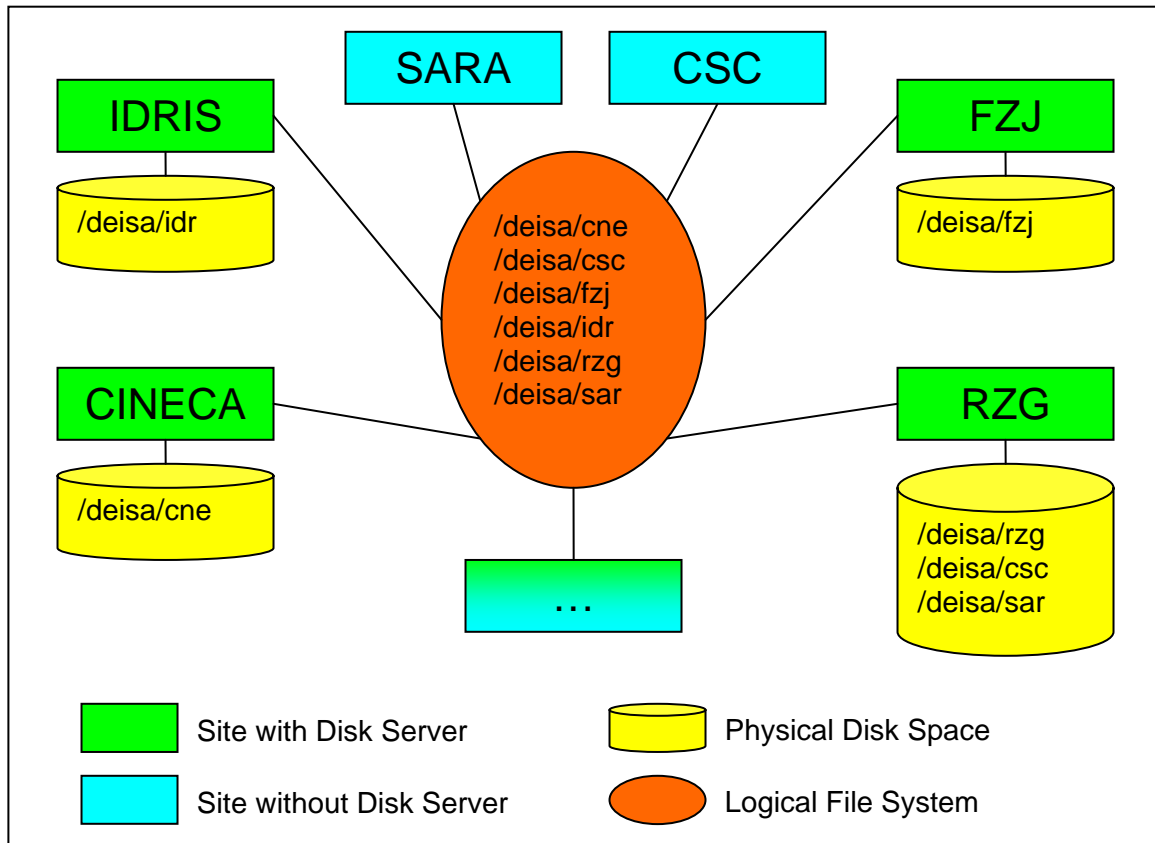 SARA
CSC
IDRIS
FZJ
/deisa/idr
/deisa/fzj
/deisa/cne
/deisa/csc
/deisa/fzj
/deisa/idr
/deisa/rzg
/deisa/sar
CINECA
RZG
/deisa/cne
/deisa/rzg
/deisa/csc
/deisa/sar
...
Site with Disk Server
Physical Disk Space
Site without Disk Server
Logical File System